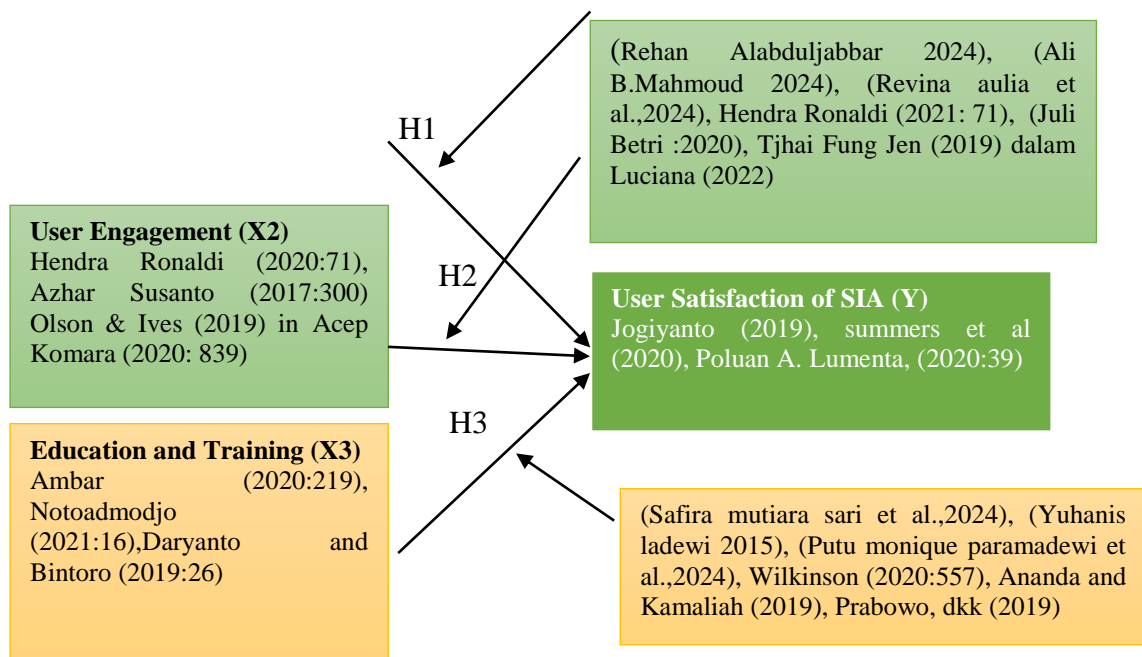 (Rehan Alabduljabbar 2024), (Ali
B.Mahmoud 2024), (Revina aulia et
al.,2024), Hendra Ronaldi (2021: 71), (Juli
Betri :2020), Tjhai Fung Jen (2019) dalam
Luciana (2022)
H1
User Engagement (X2)
Hendra Ronaldi (2020:71),
Azhar Susanto (2017:300)
Olson & Ives (2019) in Acep
Komara (2020: 839)
H2
User Satisfaction of SIA (Y)
Jogiyanto (2019), summers et al
(2020), Poluan A. Lumenta, (2020:39)
H3
Education and Training (X3)
Ambar (2020:219),
Notoadmodjo
(2021:16),Daryanto and
Bintoro (2019:26)
(Safira mutiara sari et al.,2024), (Yuhanis
ladewi 2015), (Putu monique paramadewi et
al.,2024), Wilkinson (2020:557), Ananda and
Kamaliah (2019), Prabowo, dkk (2019)